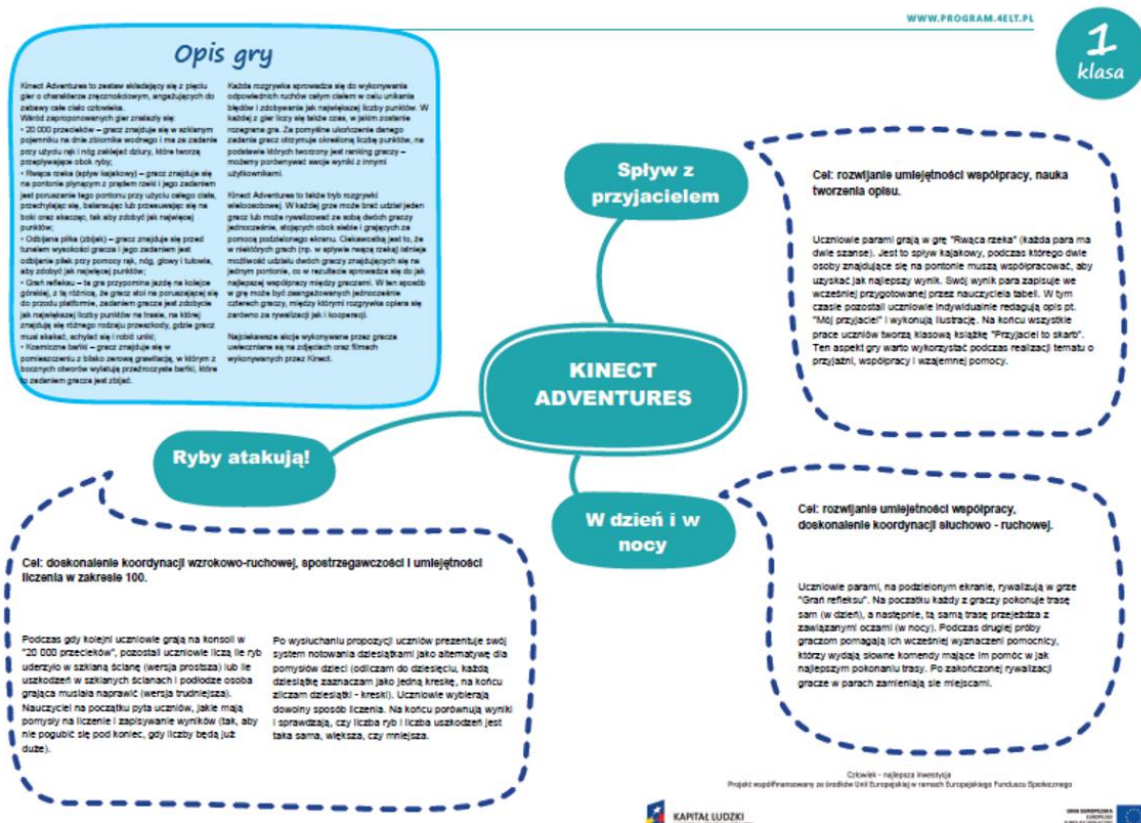 WWW.PROGRAM.4ELT.PL
1
klasa
Opis gry
Kinect Adventures to zestaw składający się z pięciu
gier o charakterze zręcznościowym, angażujących do
zabawy całe ciało człowieka.
Wśród zaproponowanych gier znalazły się:
• 20 000 przecieków – gracz znajduje się w szklanym
pojemniku na dnie zbiornika wodnego i ma za zadanie
przy użyciu rąk i nóg zaklejać dziury, które tworzą
przepływające obok ryby;
• Rwąca rzeka (spływ kajakowy) – gracz znajduje się
na pontonie płynącym z prądem rzeki i jego zadaniem
jest poruszanie tego pontonu przy użyciu całego ciała,
przechylając się, balansując lub przesuwając się na
boki oraz skacząc, tak aby zdobyć jak najwięcej
punktów;
• Odbijana piłka (zbijak) – gracz znajduje się przed
tunelem wysokości gracza i jego zadaniem jest
odbijanie piłek przy pomocy rąk, nóg, głowy i tułowia,
aby zdobyć jak najwięcej punktów;
• Grań refleksu – ta gra przypomina jazdę na kolejce
górskiej, z tą różnicą, że gracz stoi na poruszającej się
do przodu platformie, zadaniem gracza jest zdobycie
jak największej liczby punktów na trasie, na której
znajdują się różnego rodzaju przeszkody, gdzie gracz
musi skakać, schylać się i robić uniki;
• Kosmiczne bańki – gracz znajduje się w
pomieszczeniu z blisko zerową grawitacją, w którym z
bocznych otworów wylatują przeźroczyste bańki, które
to zadaniem gracza jest zbijać.
Każda rozgrywka sprowadza się do wykonywania
odpowiednich ruchów całym ciałem w celu unikania
błędów i zdobywania jak największej liczby punktów. W
każdej z gier liczy się także czas, w jakim zostanie
rozegrana gra. Za pomyślne ukończenie danego
zadania gracz otrzymuje określoną liczbę punktów, na
podstawie których tworzony jest ranking graczy –
możemy porównywać swoje wyniki z innymi
użytkownikami.
Kinect Adventures to także tryb rozgrywki
wieloosobowej. W każdej grze może brać udział jeden
gracz lub może rywalizować ze sobą dwóch graczy
jednocześnie, stojących obok siebie i grających za
pomocą podzielonego ekranu. Ciekawostką jest to, że
w niektórych grach (np. w spływie rwącą rzeką) istnieje
możliwość udziału dwóch graczy znajdujących się na
jednym pontonie, co w rezultacie sprowadza się do jak
najlepszej współpracy między graczami. W ten sposób
w grę może być zaangażowanych jednocześnie
czterech graczy, między którymi rozgrywka opiera się
zarówno na rywalizacji jak i kooperacji.
Najciekawsze akcje wykonywane przez gracza
uwieczniane są na zdjęciach oraz filmach
wykonywanych przez Kinect.
Spływ z
przyjacielem
Cel: rozwijanie umiejętności współpracy, nauka
tworzenia opisu.
Uczniowie parami grają w grę "Rwąca rzeka" (każda para ma
dwie szanse). Jest to spływ kajakowy, podczas którego dwie
osoby znajdujące się na pontonie muszą współpracować, aby
uzyskać jak najlepszy wynik. Swój wynik para zapisuje we
wcześniej przygotowanej przez nauczyciela tabeli. W tym
czasie pozostali uczniowie indywidualnie redagują opis pt.
"Mój przyjaciel" i wykonują ilustrację. Na końcu wszystkie
prace uczniów tworzą klasową książkę "Przyjaciel to skarb".
Ten aspekt gry warto wykorzystać podczas realizacji tematu o
przyjaźni, współpracy i wzajemnej pomocy.
KINECT
ADVENTURES
Ryby atakują!
Cel: doskonalenie koordynacji wzrokowo-ruchowej, spostrzegawczości i umiejętności
liczenia w zakresie 100.
Podczas gdy kolejni uczniowie grają na konsoli w
"20 000 przecieków", pozostali uczniowie liczą ile ryb
uderzyło w szklaną ścianę (wersja prostsza) lub ile
uszkodzeń w szklanych ścianach i podłodze osoba
grająca musiała naprawić (wersja trudniejsza).
Nauczyciel na początku pyta uczniów, jakie mają
pomysły na liczenie i zapisywanie wyników (tak, aby
nie pogubić się pod koniec, gdy liczby będą już
duże).
Po wysłuchaniu propozycji uczniów prezentuje swój
system notowania dziesiątkami jako alternatywę dla
pomysłów dzieci (odliczam do dziesięciu, każdą
dziesiątkę zaznaczam jako jedną kreskę, na końcu
zliczam dziesiątki - kreski). Uczniowie wybierają
dowolny sposób liczenia. Na końcu porównują wyniki
i sprawdzają, czy liczba ryb i liczba uszkodzeń jest
taka sama, większa, czy mniejsza.
W dzień i w
nocy
Cel: rozwijanie umiejętności współpracy,
doskonalenie koordynacji słuchowo - ruchowej.
Uczniowie parami, na podzielonym ekranie, rywalizują w grze
"Grań refleksu". Na początku każdy z graczy pokonuje trasę
sam (w dzień), a następnie, tą samą trasę przejeżdża z
zawiązanymi oczami (w nocy). Podczas drugiej próby
graczom pomagają ich wcześniej wyznaczeni pomocnicy,
którzy wydają słowne komendy mające im pomóc w jak
najlepszym pokonaniu trasy. Po zakończonej rywalizacji
gracze w parach zamieniają sie miejscami.
Człowiek - najlepsza inwestycja
Projekt współfinansowany ze środków Unii Europejskiej w ramach Europejskiego Funduszu Społecznego
KAPITAŁ LUDZKI
UNIA EUROPEJSKA